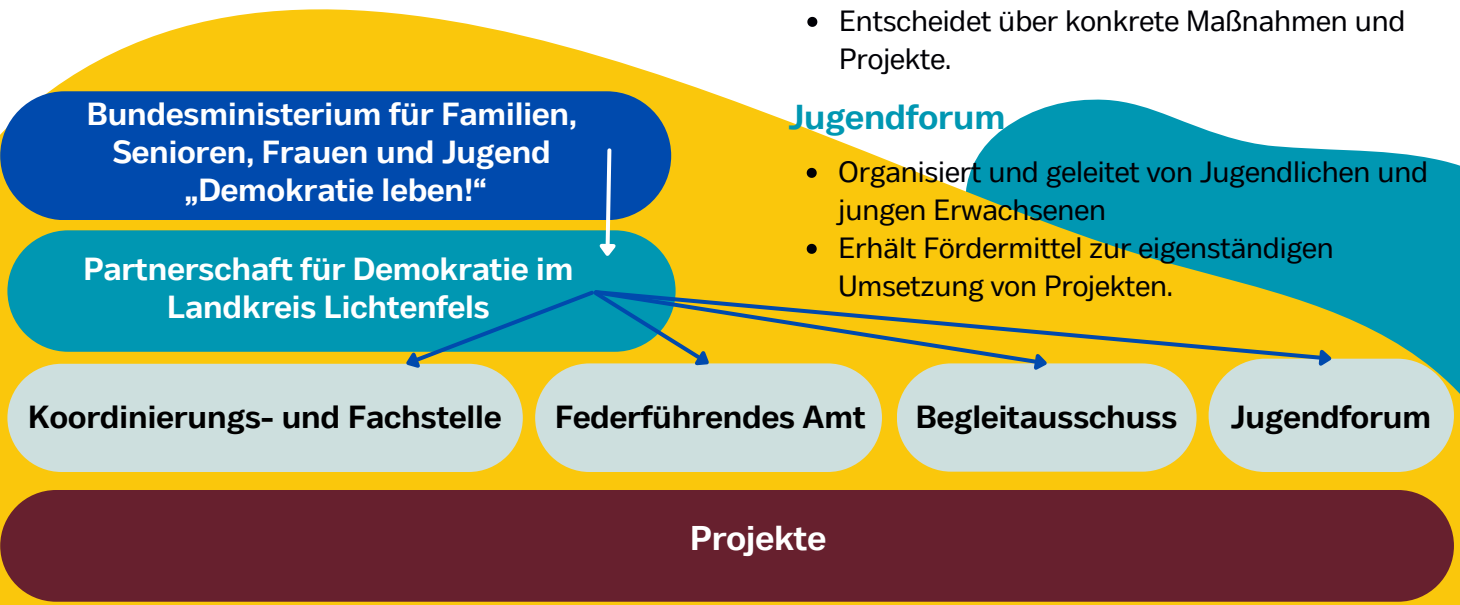 • Entscheidet über konkrete Maßnahmen und
Projekte.
Jugendforum
• Organisiert und geleitet von Jugendlichen und
jungen Erwachsenen
• Erhält Fördermittel zur eigenständigen
Umsetzung von Projekten.
Bundesministerium für Familien,
Senioren, Frauen und Jugend
„Demokratie leben!“
Partnerschaft für Demokratie im
Landkreis Lichtenfels
Koordinierungs- und Fachstelle
Federführendes Amt
Begleitausschuss
Jugendforum
Projekte